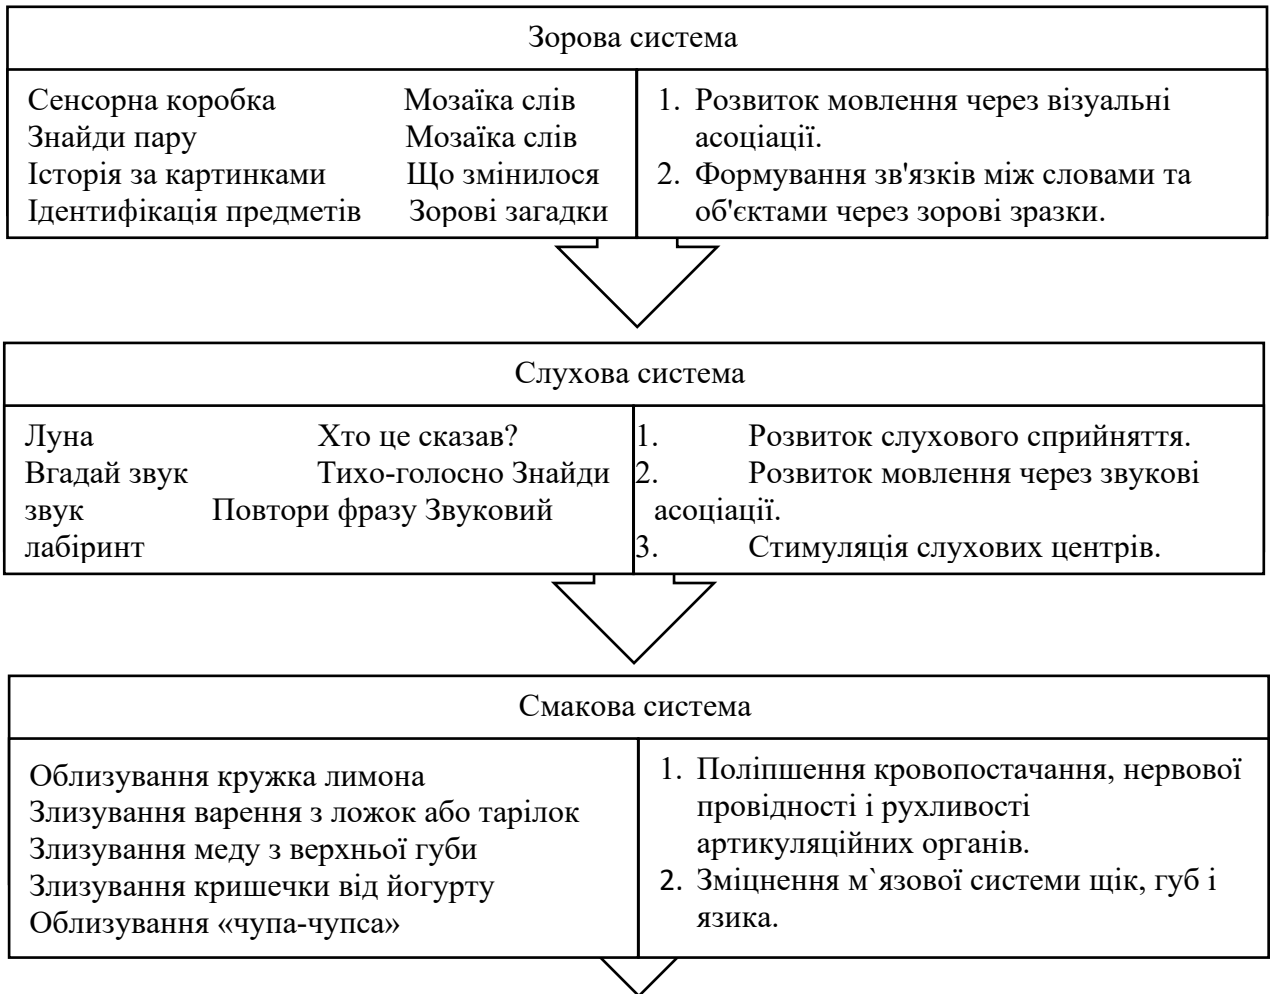 Зорова система
Сенсорна коробка Мозаїка слів
Знайди пару Мозаїка слів
Історія за картинками Що змінилося
Ідентифікація предметів Зорові загадки
1. Розвиток мовлення через візуальні
асоціації.
2. Формування зв'язків між словами та
об'єктами через зорові зразки.
Слухова система
Луна Хто це сказав?
Вгадай звук Тихо-голосно Знайди
звук Повтори фразу Звуковий
лабіринт
1. Розвиток слухового сприйняття.
2. Розвиток мовлення через звукові
асоціації.
3. Стимуляція слухових центрів.
Смакова система
Облизування кружка лимона
Злизування варення з ложок або тарілок
Злизування меду з верхньої губи
Злизування кришечки від йогурту
Облизування «чупа-чупса»
1. Поліпшення кровопостачання, нервової
провідності і рухливості
артикуляційних органів.
2. Зміцнення м`язової системи щік, губ і
язика.